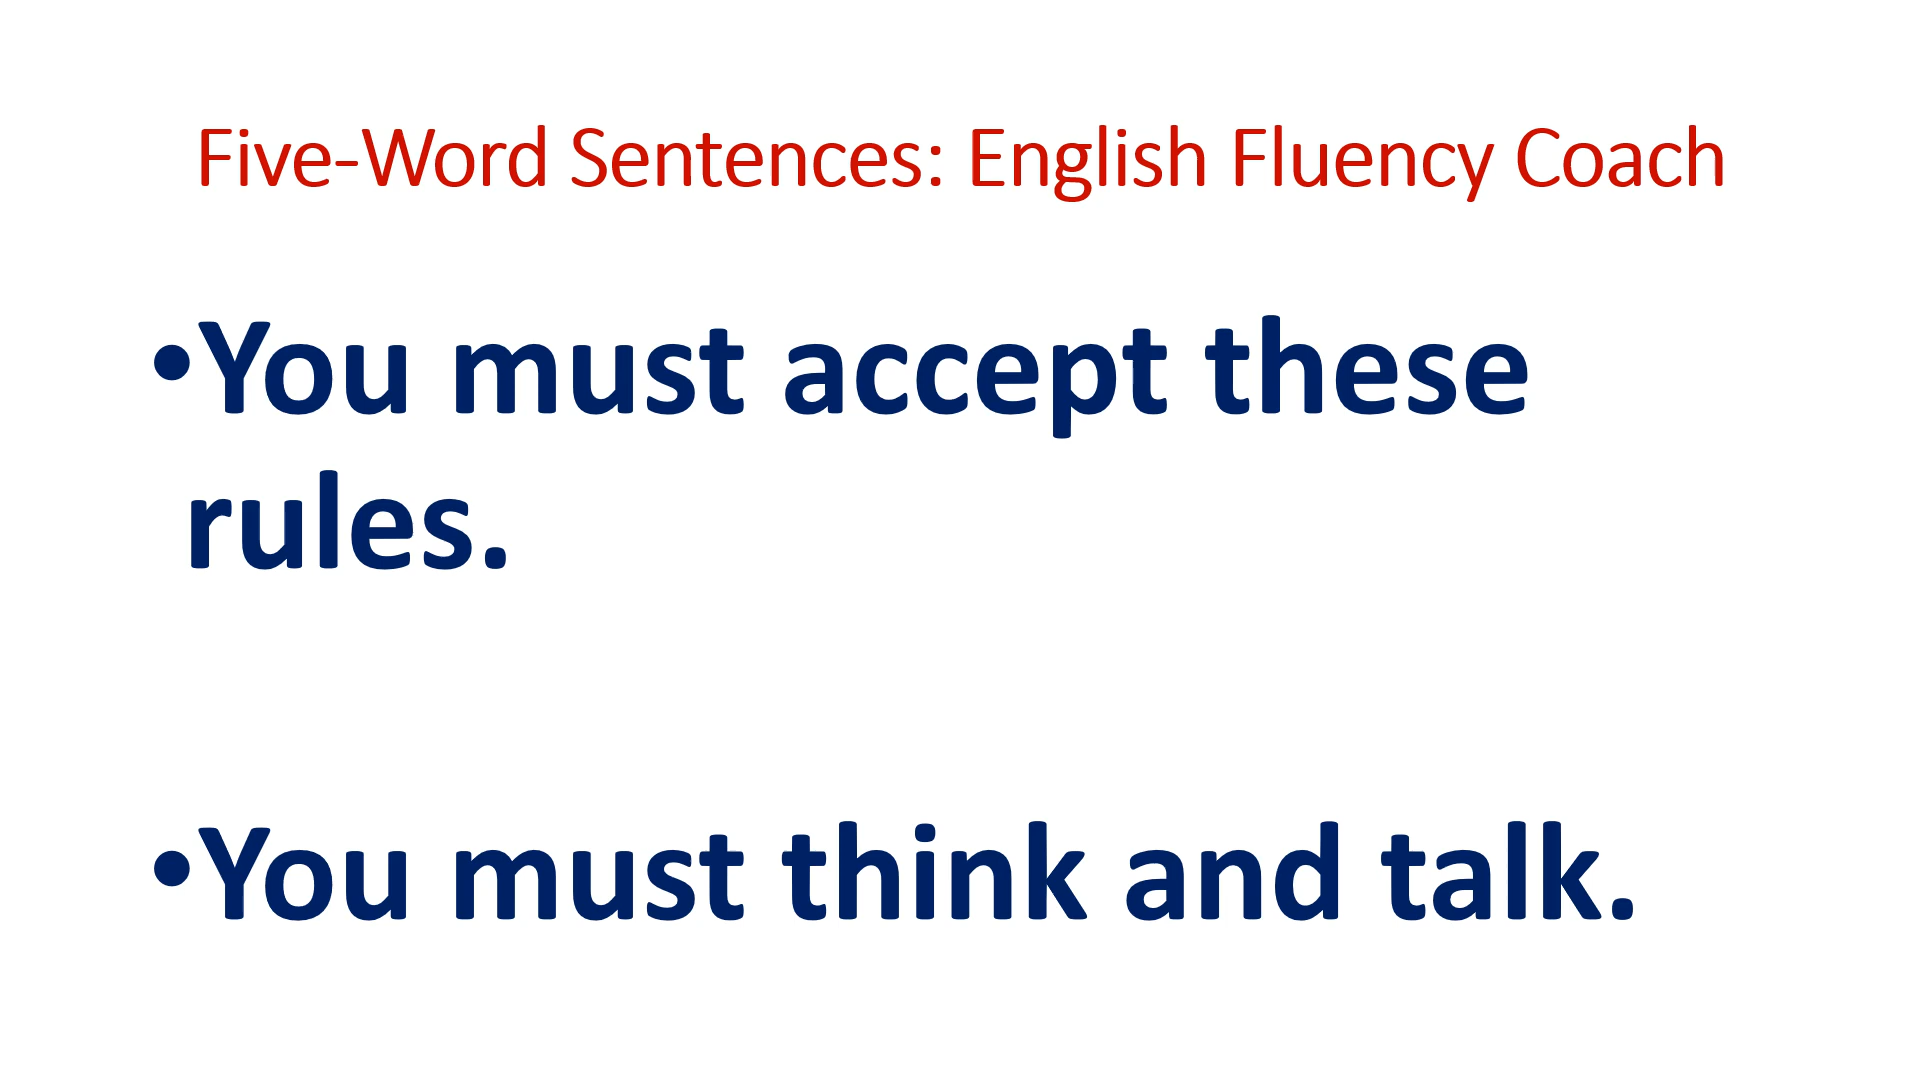 Five-Word Sentences: English Fluency Coach
•You must accept these
rules.
•You must think and talk.